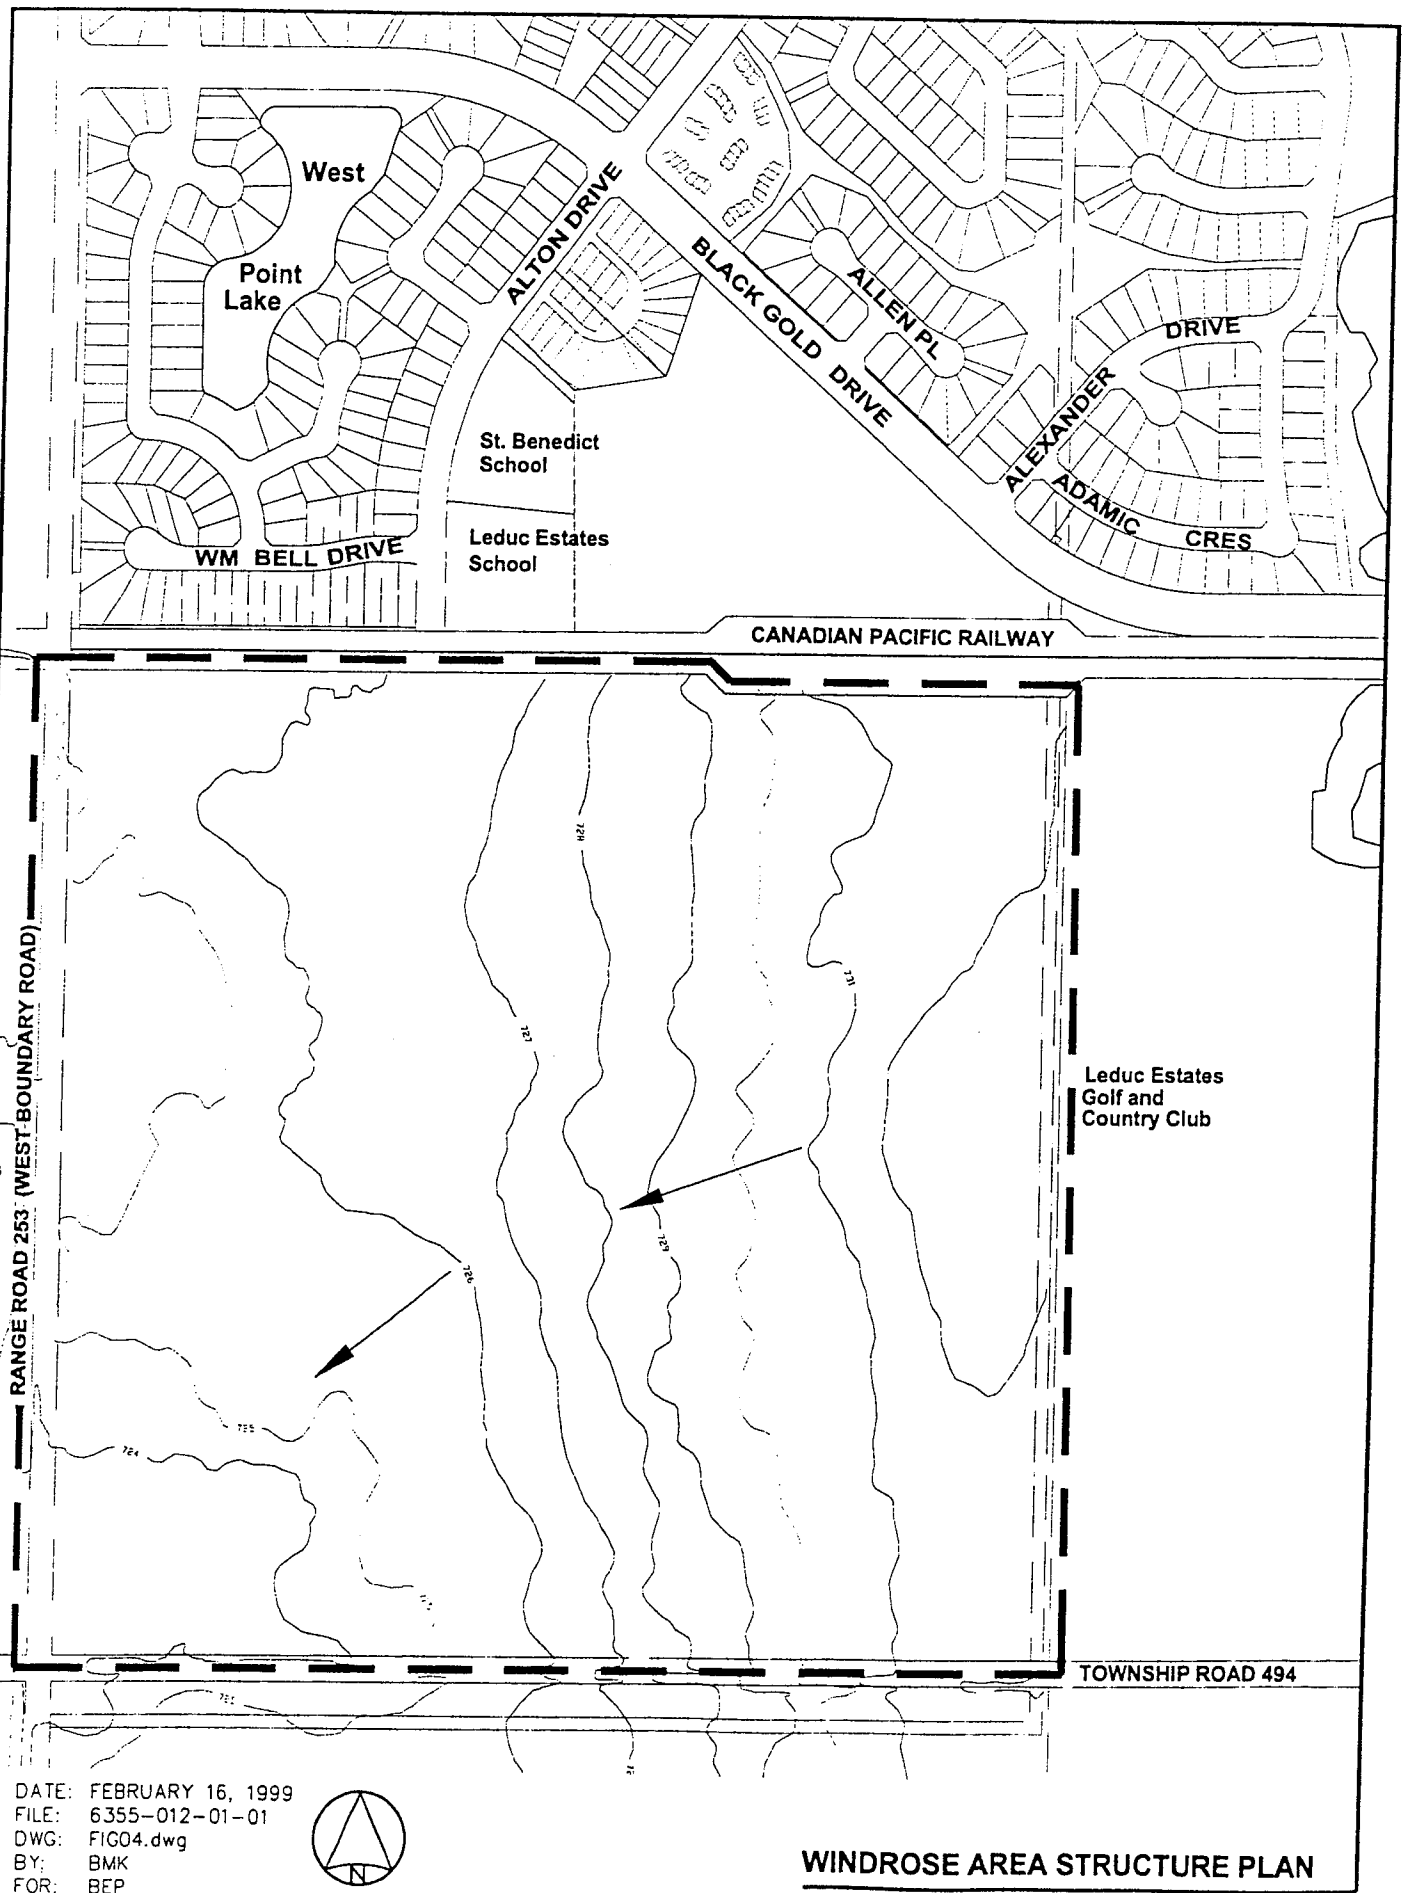 West
Point
Lake
ALTON DRIVE
BLACK GOLD DRIVE
ALLEN PL
ALEXANDER DRIVE
ADAMIC CRES
St. Benedict
School
Leduc Estates
School
WM BELL DRIVE
CANADIAN PACIFIC RAILWAY
728
731
727
RANGE ROAD 253 (WEST BOUNDARY ROAD)
Leduc Estates
Golf and
Country Club
729
726
725
724
TOWNSHIP ROAD 494
DATE: FEBRUARY 16, 1999
FILE: 6355-012-01-01
DWG: FIG04.dwg
BY: BMK
FOR: BEP
N
WINDROSE AREA STRUCTURE PLAN